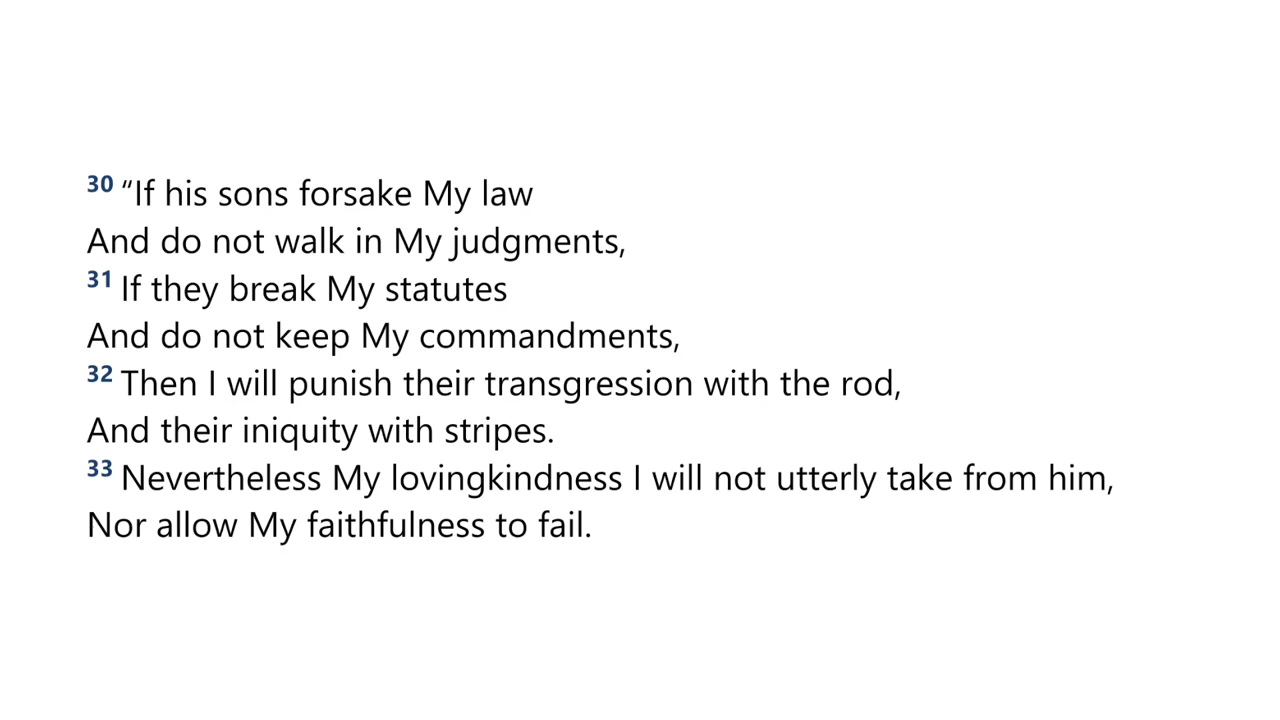 30 “If his sons forsake My law
And do not walk in My judgments,
31 If they break My statutes
And do not keep My commandments,
32 Then I will punish their transgression with the rod,
And their iniquity with stripes.
33 Nevertheless My lovingkindness I will not utterly take from him,
Nor allow My faithfulness to fail.